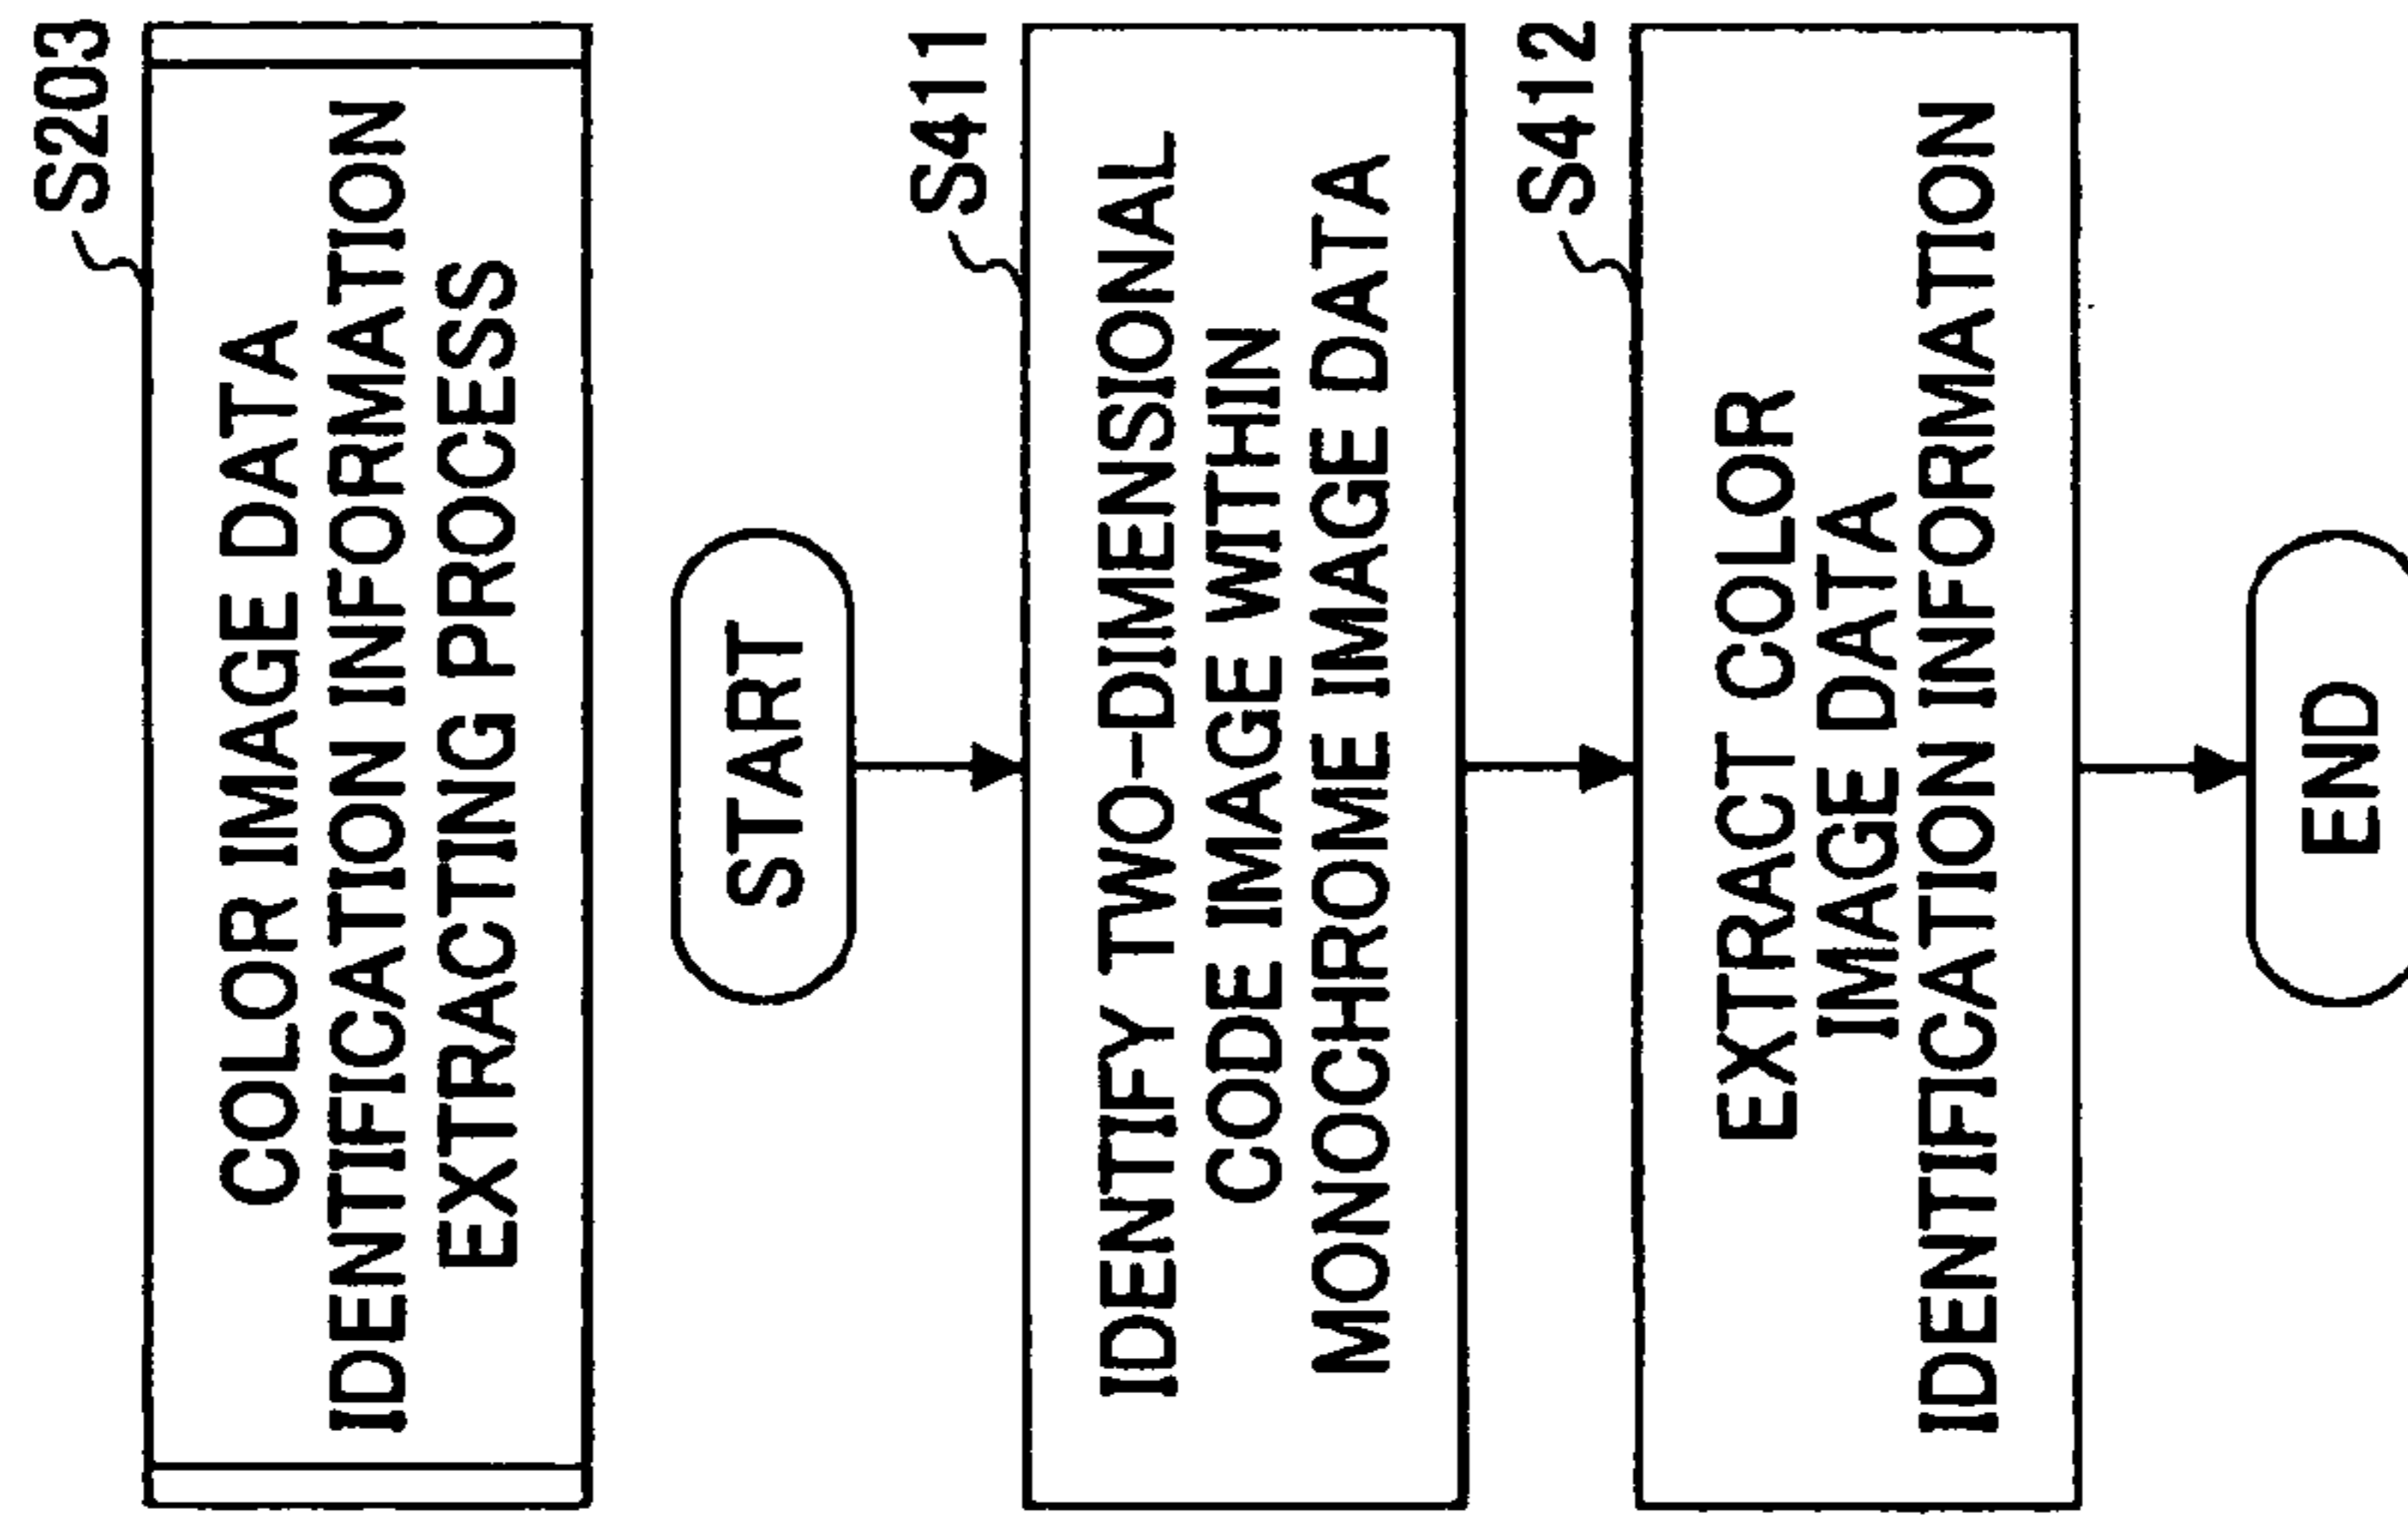 S203
COLOR IMAGE DATA
IDENTIFICATION INFORMATION
EXTRACTING PROCESS
START
S411
IDENTIFY TWO-DIMENSIONAL
CODE IMAGE WITHIN
MONOCHROME IMAGE DATA
S412
EXTRACT COLOR
IMAGE DATA
IDENTIFICATION INFORMATION
END